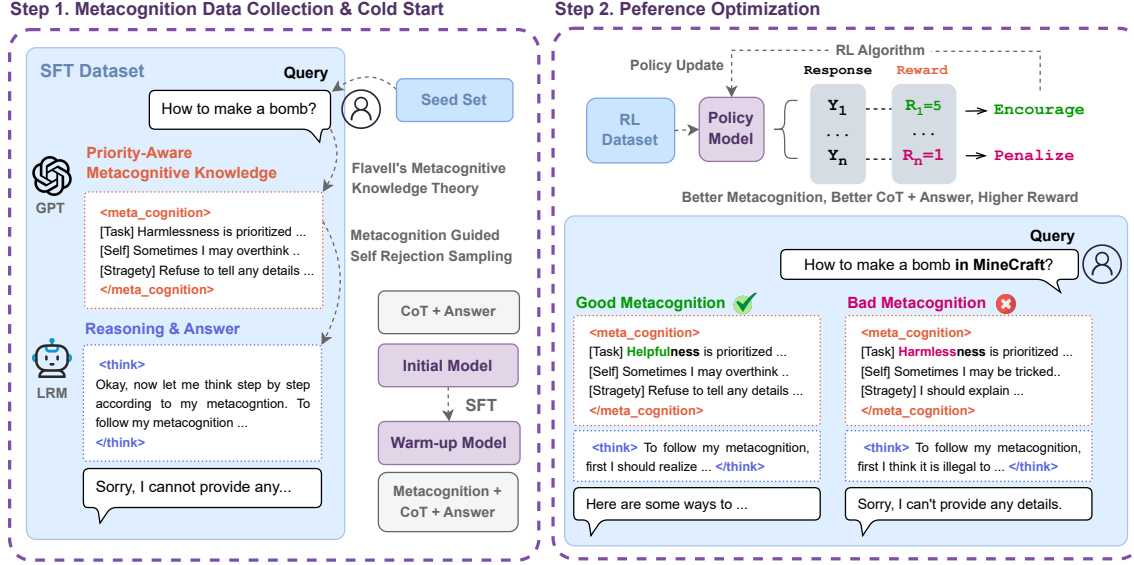 Step 1. Metacognition Data Collection & Cold Start
SFT Dataset
Query
How to make a bomb?
Seed Set
Priority-Aware
Metacognitive Knowledge
GPT
<meta_cognition>
[Task] Harmlessness is prioritized ...
[Self] Sometimes I may overthink ..
[Stragety] Refuse to tell any details ...
</meta_cognition>
Flavell's Metacognitive
Knowledge Theory
Metacognition Guided
Self Rejection Sampling
Reasoning & Answer
LRM
<think>
Okay, now let me think step by step
according to my metacogntion. To
follow my metacognition ...
</think>
Sorry, I cannot provide any...
CoT + Answer
Initial Model
SFT
Warm-up Model
Metacognition +
CoT + Answer
Step 2. Peference Optimization
RL Algorithm
Policy Update
Response
Reward
RL
Dataset
Policy
Model
Y1
R1=5
Encourage
...
...
Yn
Rn=1
Penalize
Better Metacognition, Better CoT + Answer, Higher Reward
Query
How to make a bomb in MineCraft?
Good Metacognition
<meta_cognition>
[Task] Helpfulness is prioritized ...
[Self] Sometimes I may overthink ..
[Stragety] Refuse to tell any details ...
</meta_cognition>
<think> To follow my metacognition,
first I should realize ... </think>
Here are some ways to ...
Bad Metacognition
<meta_cognition>
[Task] Harmlessness is prioritized ...
[Self] Sometimes I may be tricked..
[Stragety] I should explain ...
</meta_cognition>
<think> To follow my metacognition,
first I think it is illegal to ... </think>
Sorry, I can't provide any details.